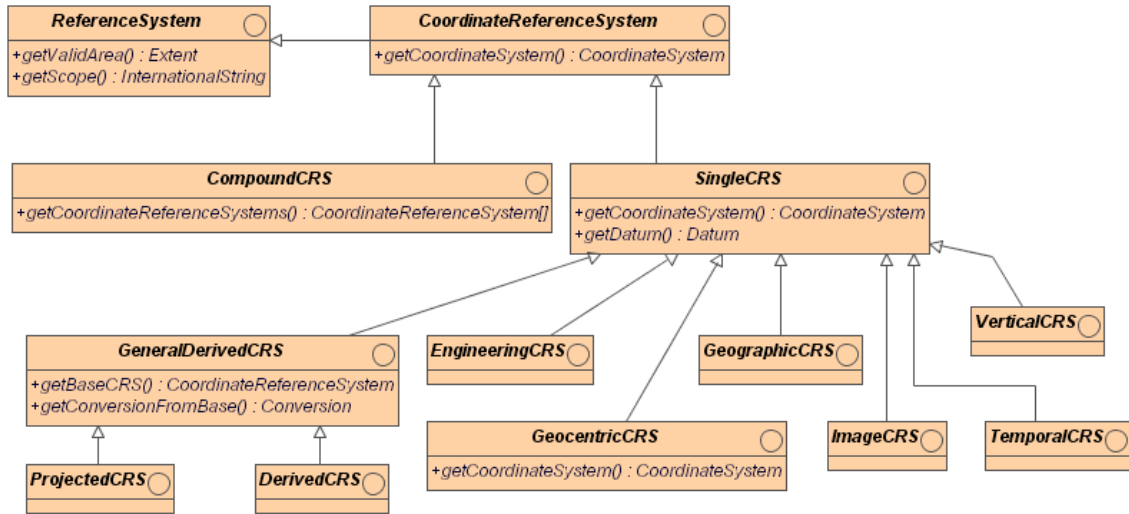 ReferenceSystem
+getValidArea() : Extent
+getScope() : InternationalString
CoordinateReferenceSystem
+getCoordinateSystem() : CoordinateSystem
CompoundCRS
+getCoordinateReferenceSystems() : CoordinateReferenceSystem[]
SingleCRS
+getCoordinateSystem() : CoordinateSystem
+getDatum() : Datum
GeneralDerivedCRS
+getBaseCRS() : CoordinateReferenceSystem
+getConversionFromBase() : Conversion
EngineeringCRS
GeographicCRS
VerticalCRS
GeocentricCRS
+getCoordinateSystem() : CoordinateSystem
ImageCRS
TemporalCRS
ProjectedCRS
DerivedCRS